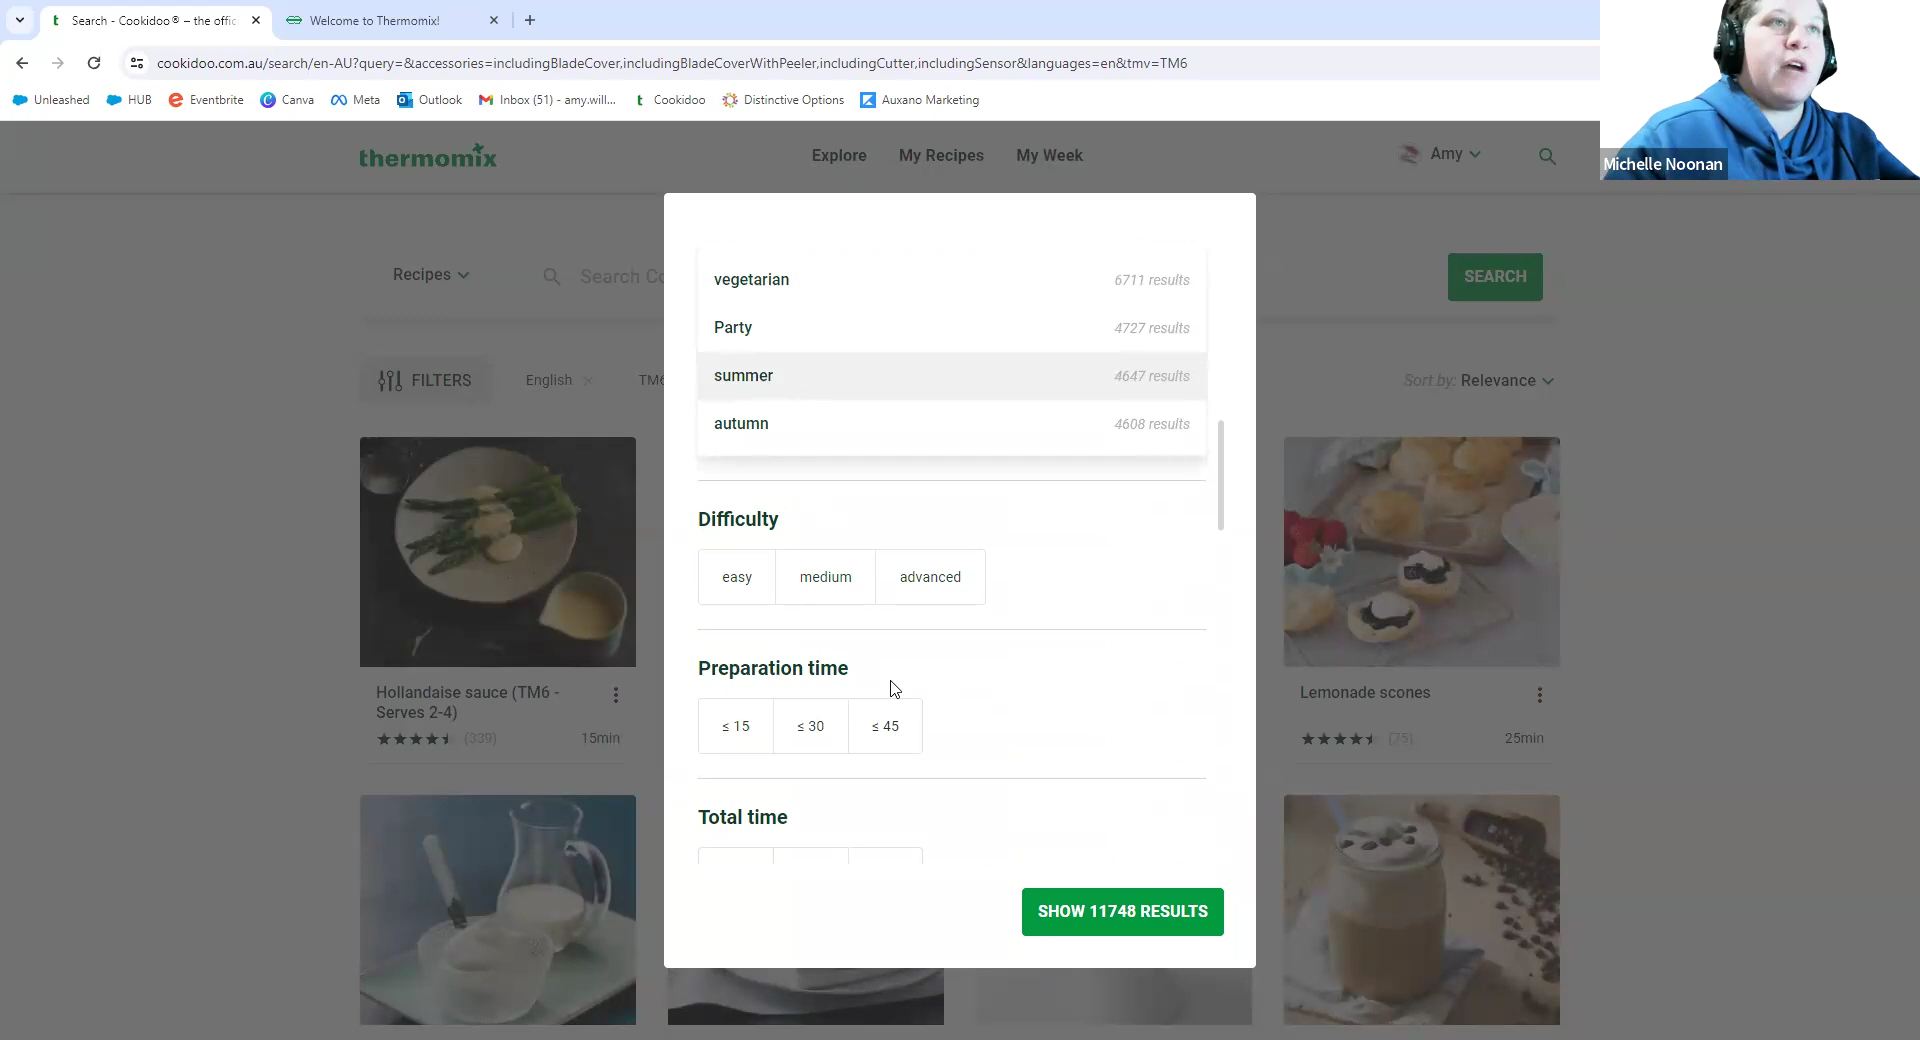 Search - Cookidoo® – the offic
Welcome to Thermomix!
cookidoo.com.au/search/en-AU?query=&accessories=includingBladeCover,includingBladeCoverWithPeeler,includingCutter,includingSensor&languages=en&tmv=TM6
Unleashed HUB Eventbrite Canva Meta Outlook Inbox (51) - amy.will... Cookidoo Distinctive Options Auxano Marketing
Michelle Noonan
thermomix Explore My Recipes My Week Amy
Recipes Search Co SEARCH
FILTERS English TM6 Sort by: Relevance
vegetarian 6711 results
Party 4727 results
summer 4647 results
autumn 4608 results
Difficulty
easy medium advanced
Preparation time
≤ 15 ≤ 30 ≤ 45
Total time
SHOW 11748 RESULTS
Hollandaise sauce (TM6 -
Serves 2-4)
(339) 15min
Lemonade scones
(75) 25min